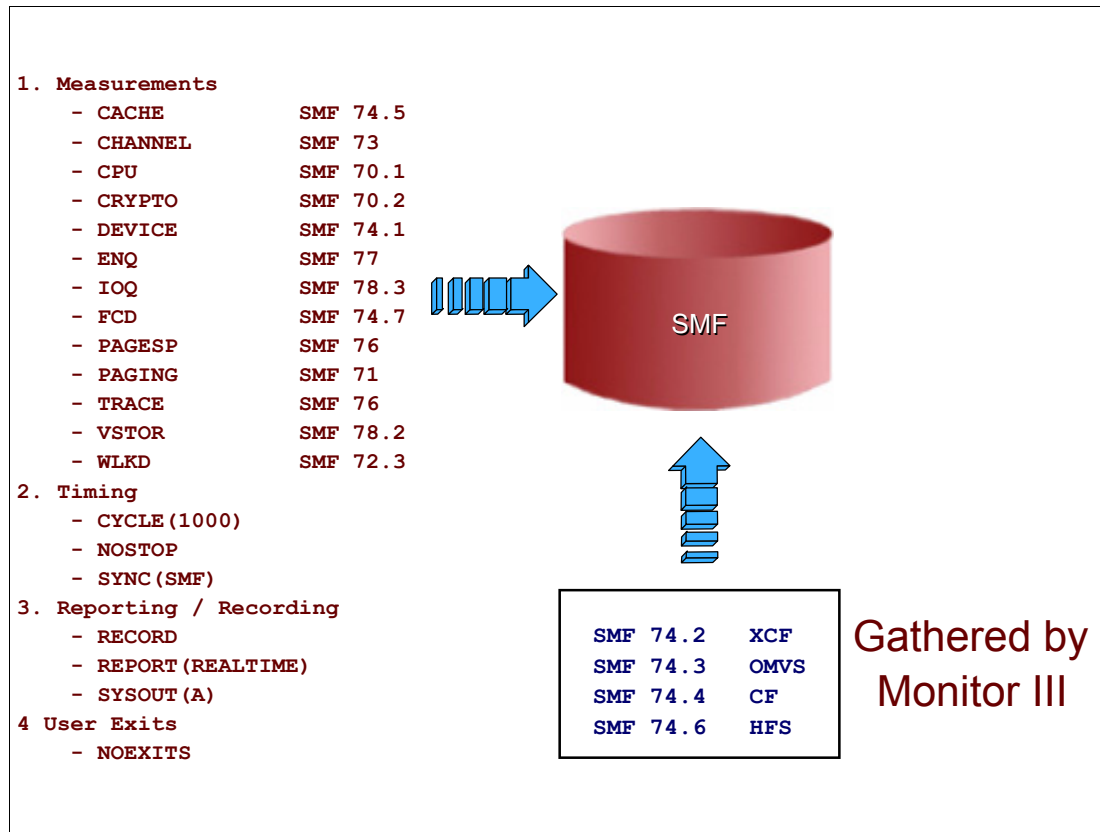 1. Measurements
- CACHE SMF 74.5
- CHANNEL SMF 73
- CPU SMF 70.1
- CRYPTO SMF 70.2
- DEVICE SMF 74.1
- ENQ SMF 77
- IOQ SMF 78.3
- FCD SMF 74.7
- PAGESP SMF 76
- PAGING SMF 71
- TRACE SMF 76
- VSTOR SMF 78.2
- WLKD SMF 72.3
2. Timing
- CYCLE(1000)
- NOSTOP
- SYNC(SMF)
3. Reporting / Recording
- RECORD
- REPORT(REALTIME)
- SYSOUT(A)
4 User Exits
- NOEXITS
SMF
SMF 74.2 XCF
SMF 74.3 OMVS
SMF 74.4 CF
SMF 74.6 HFS
Gathered by
Monitor III